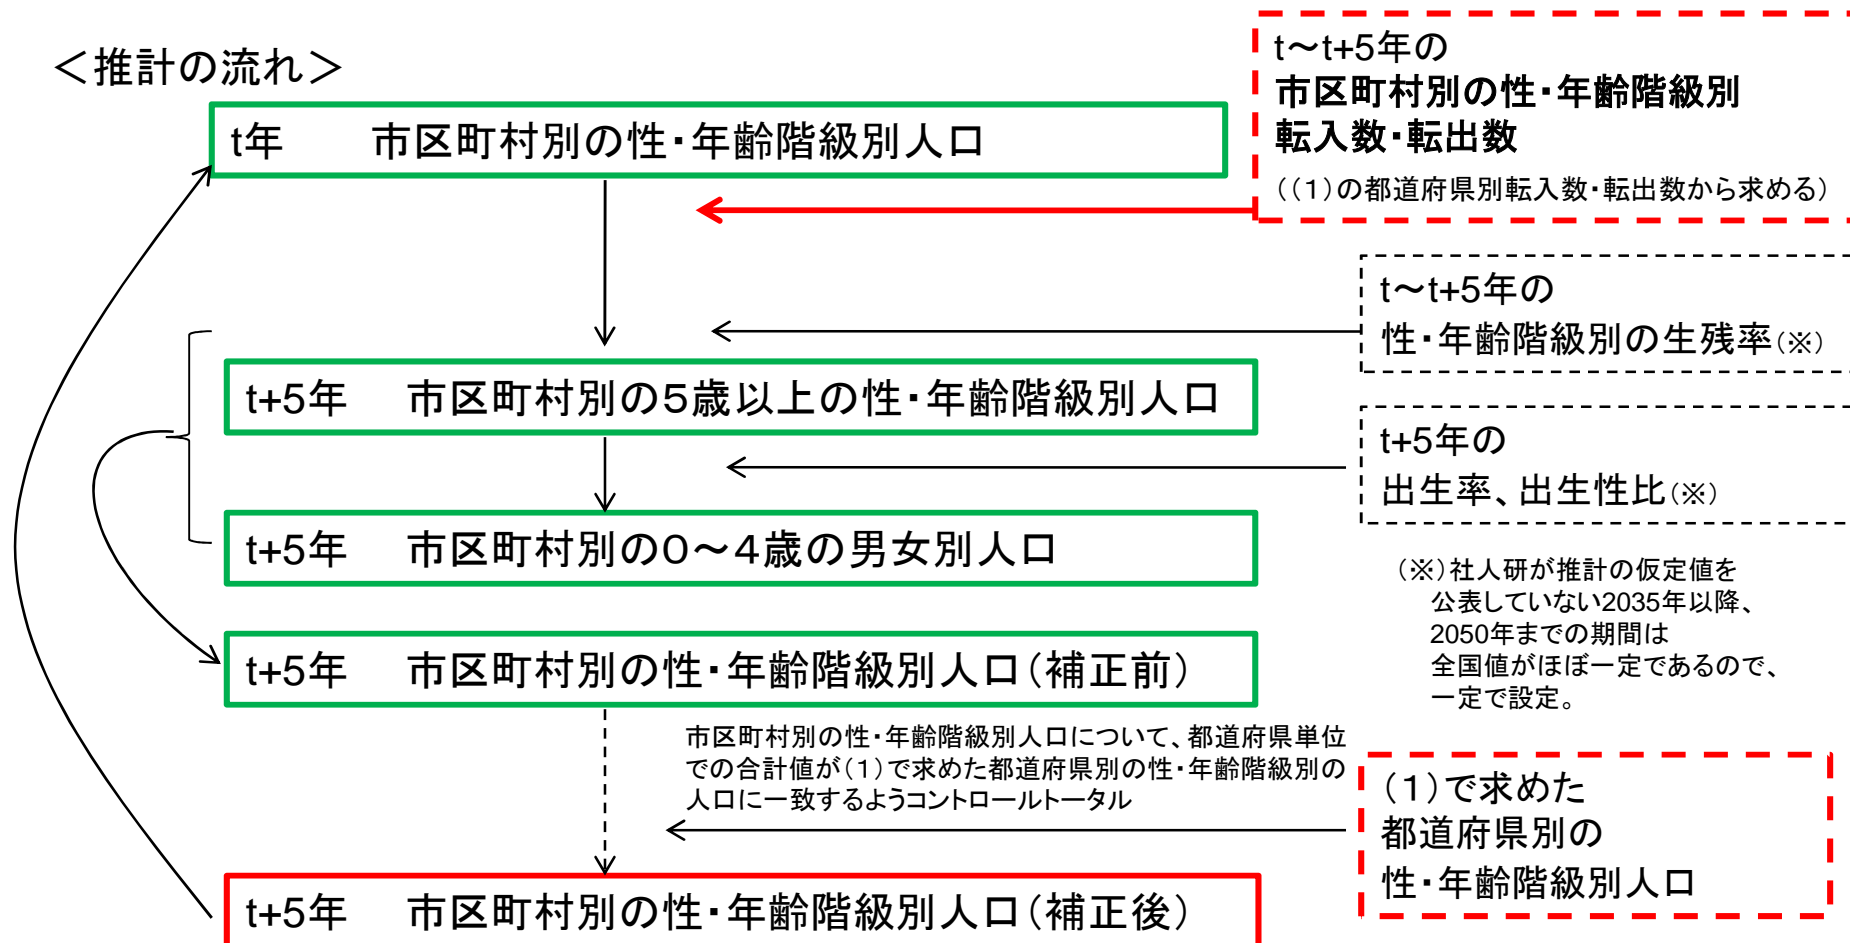 ＜推計の流れ＞
t年　　市区町村別の性・年齢階級別人口
t～t+5年の
市区町村別の性・年齢階級別
転入数・転出数
（（１）の都道府県別転入数・転出数から求める）
t～t+5年の
性・年齢階級別の生残率（※）
t+5年　市区町村別の５歳以上の性・年齢階級別人口
t+5年の
出生率、出生性比（※）
t+5年　市区町村別の０～４歳の男女別人口
（※）社人研が推計の仮定値を
公表していない2035年以降、
2050年までの期間は
全国値がほぼ一定であるので、
一定で設定。
t+5年　市区町村別の性・年齢階級別人口（補正前）
市区町村別の性・年齢階級別人口について、都道府県単位
での合計値が（１）で求めた都道府県別の性・年齢階級別の
人口に一致するようコントロールトータル
（１）で求めた
都道府県別の
性・年齢階級別人口
t+5年　市区町村別の性・年齢階級別人口（補正後）